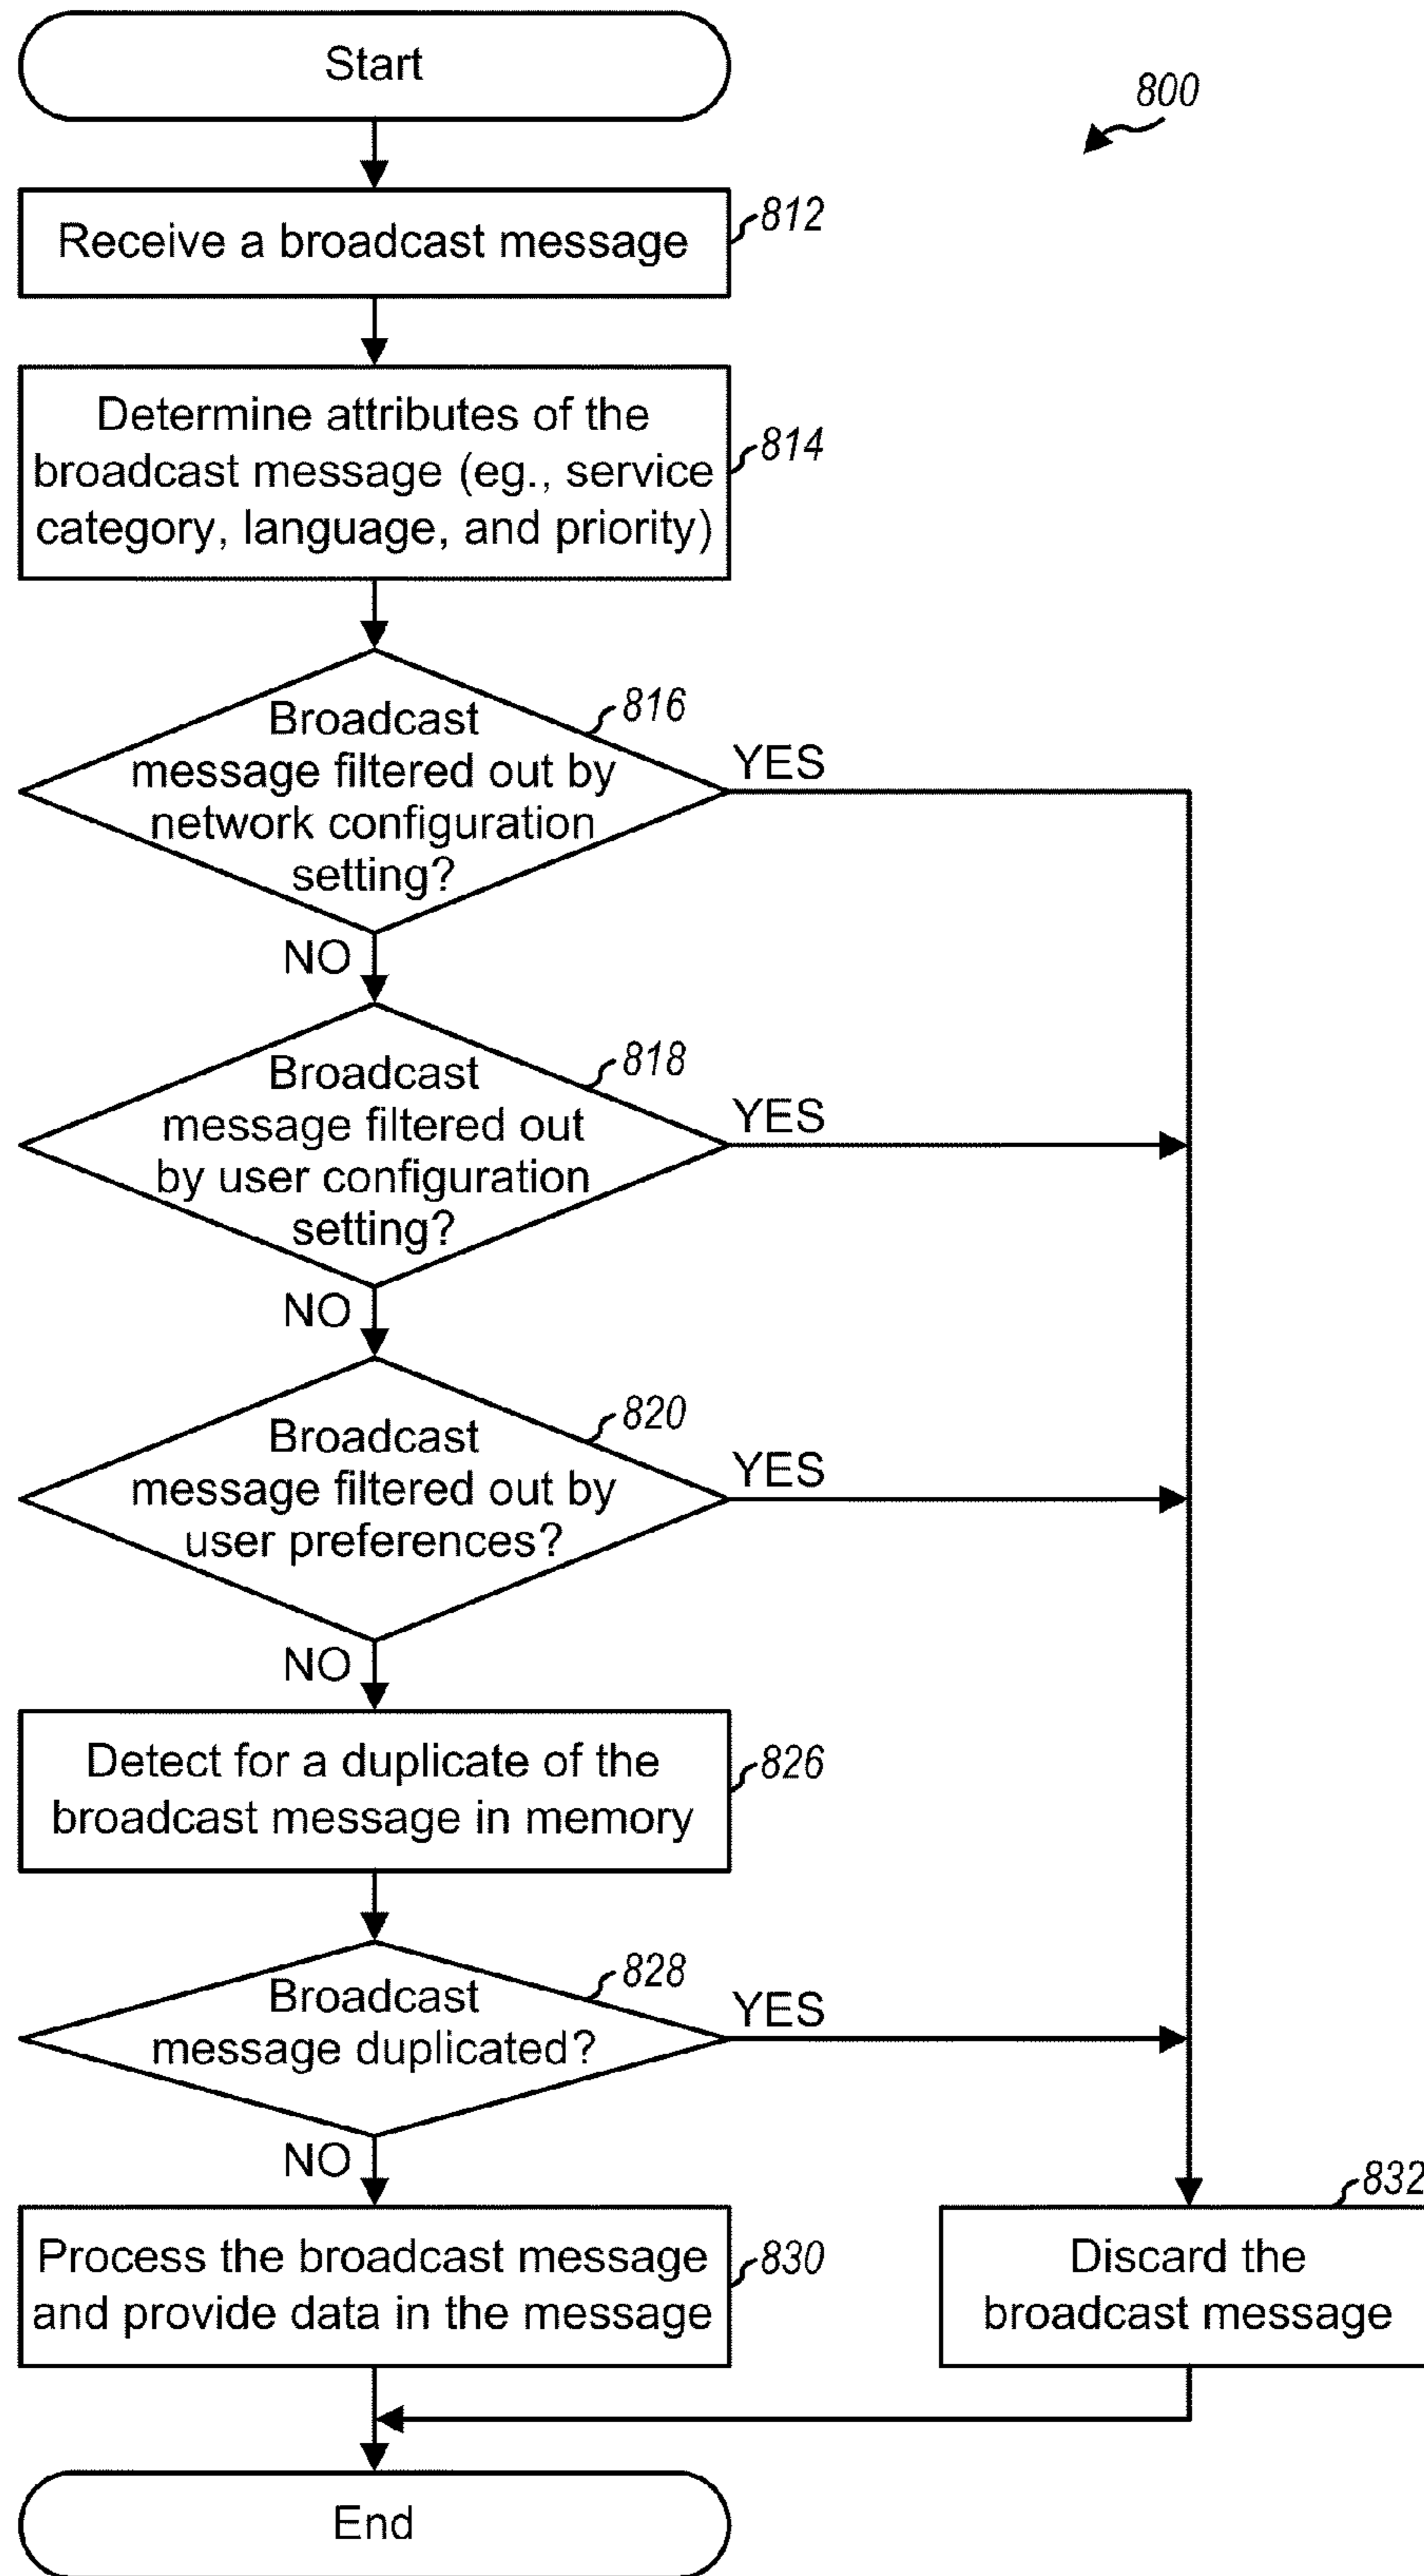 Start
800
Receive a broadcast message
812
Determine attributes of the
broadcast message (eg., service
category, language, and priority)
814
Broadcast
message filtered out by
network configuration
setting?
816
YES
NO
Broadcast
message filtered out
by user configuration
setting?
818
YES
NO
Broadcast
message filtered out by
user preferences?
820
YES
NO
Detect for a duplicate of the
broadcast message in memory
826
Broadcast
message duplicated?
828
YES
NO
Process the broadcast message
and provide data in the message
830
832
Discard the
broadcast message
End